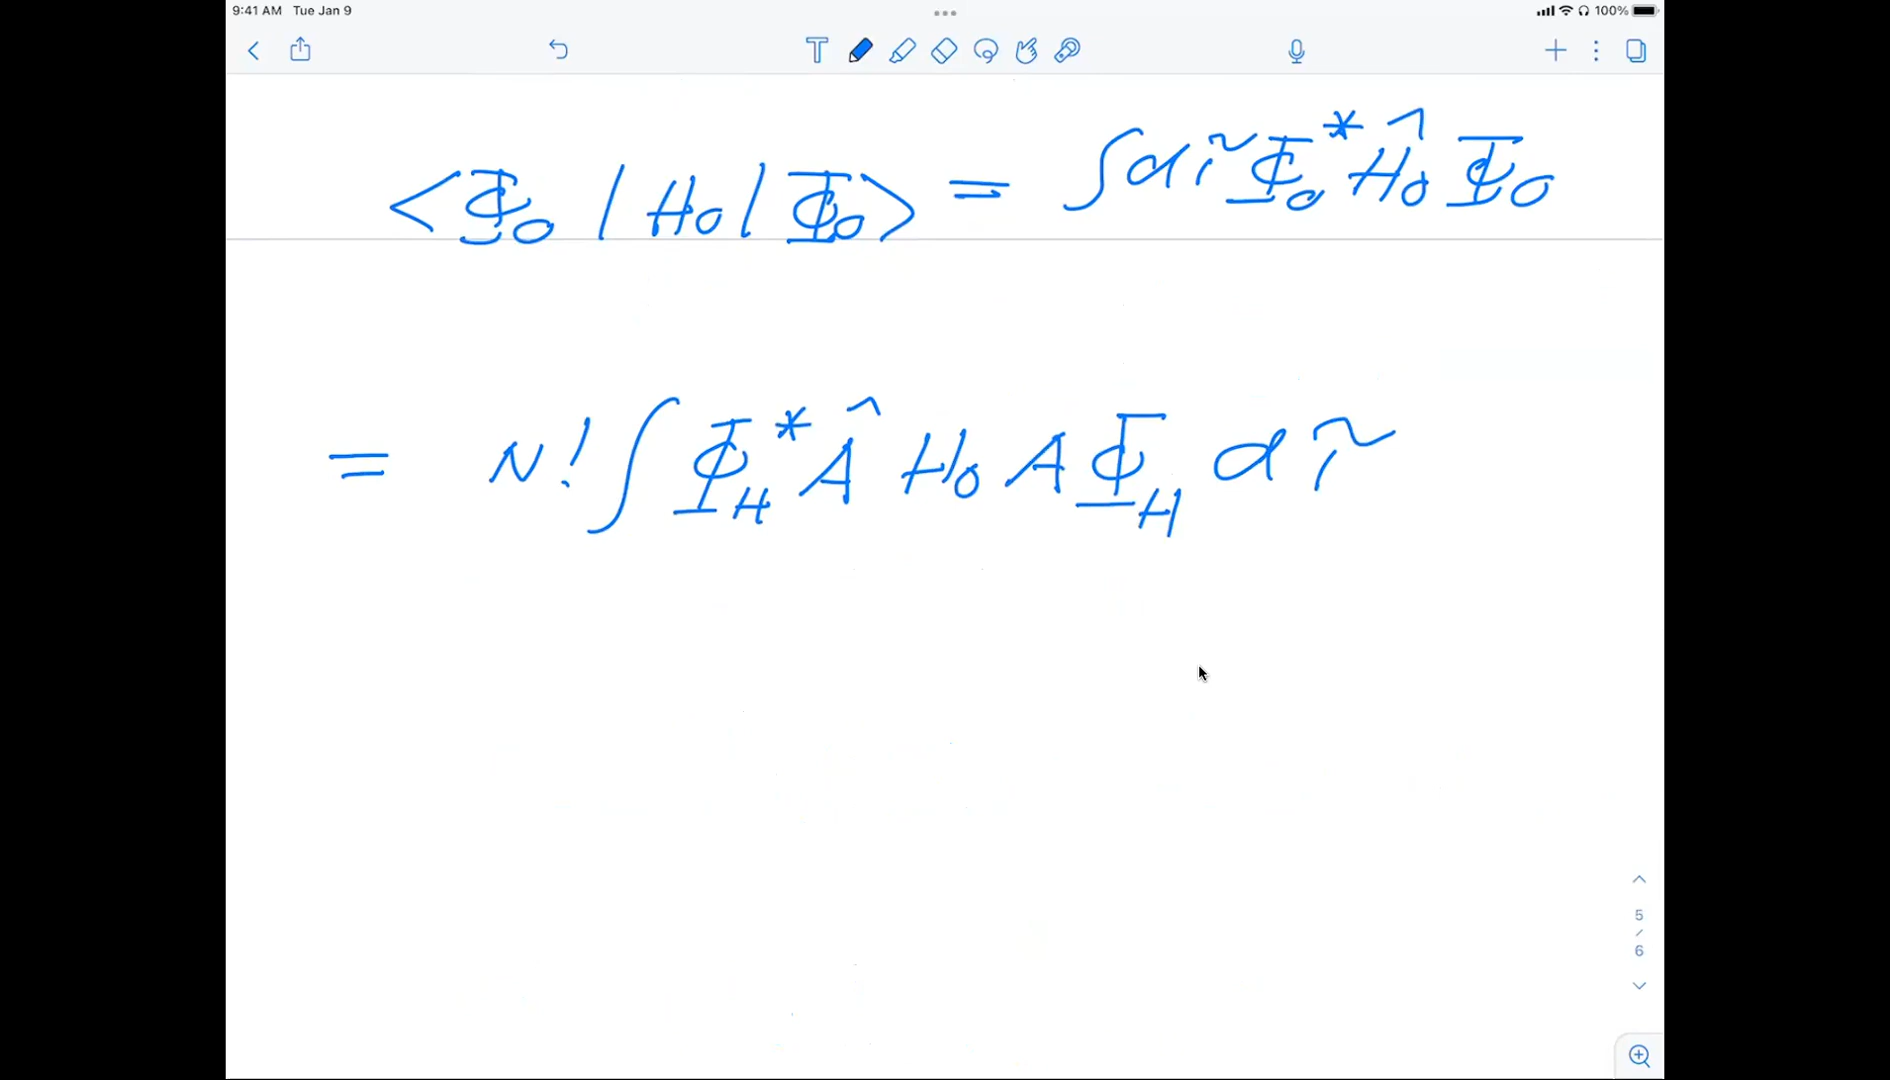 9:41 AM Tue Jan 9
100%
<Φ₀ | H₀ | Φ₀> = ∫ dτ̃ Φ₀* Ĥ₀ Φ₀
= N! ∫ Φ_H* Â H₀ A Φ_H dτ̃
5
/
6